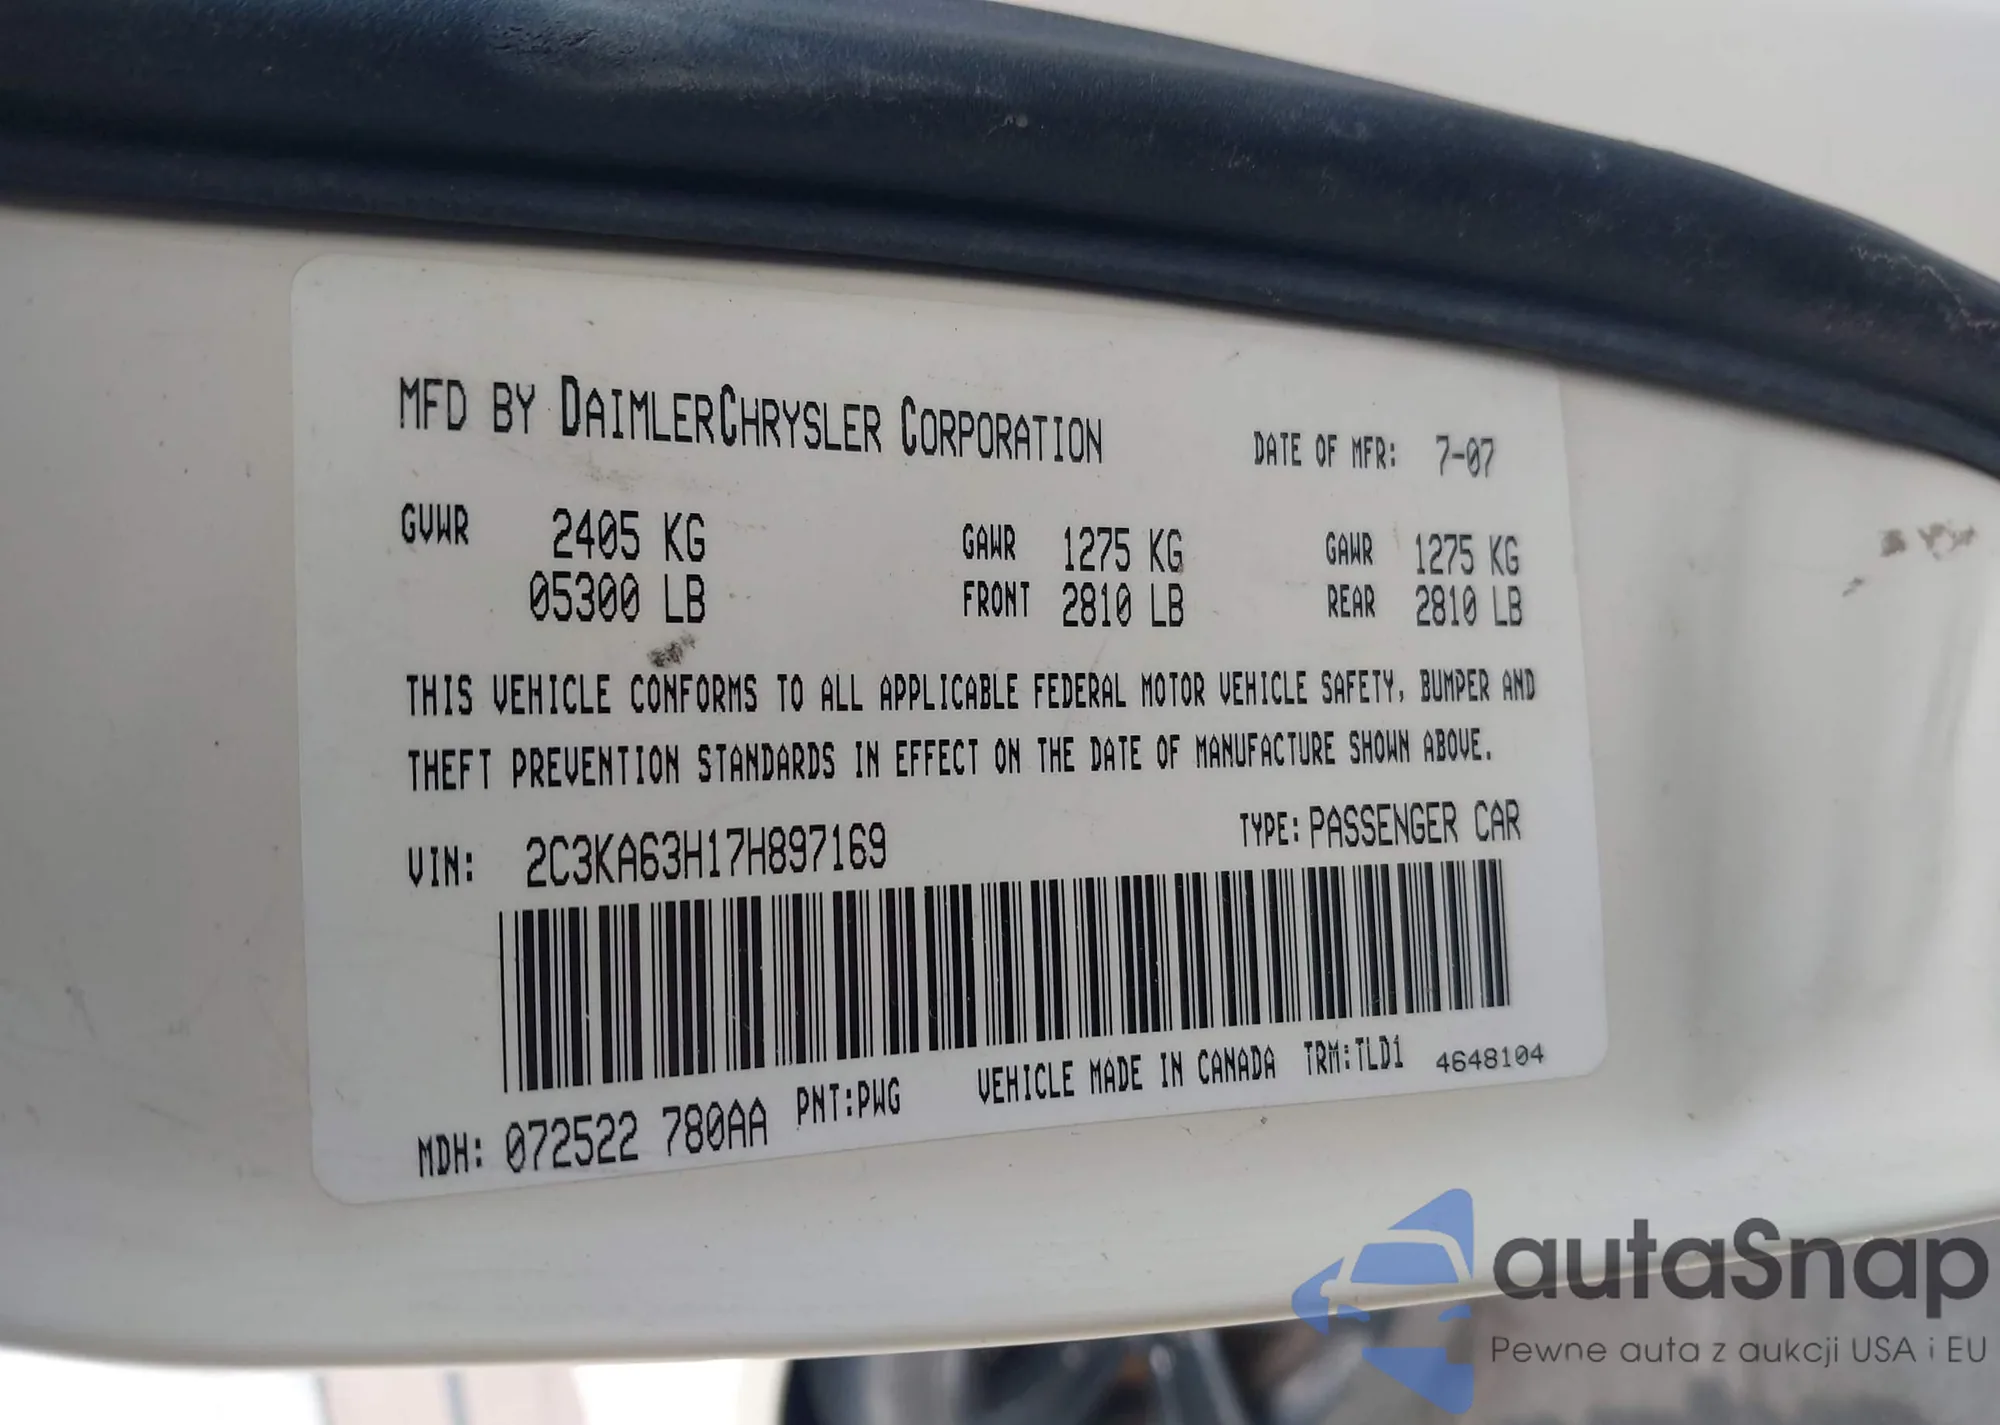 MFD BY DAIMLERCHRYSLER CORPORATION DATE OF MFR: 7-07
GVWR 2405 KG GAWR 1275 KG GAWR 1275 KG
05300 LB FRONT 2810 LB REAR 2810 LB
THIS VEHICLE CONFORMS TO ALL APPLICABLE FEDERAL MOTOR VEHICLE SAFETY, BUMPER AND
THEFT PREVENTION STANDARDS IN EFFECT ON THE DATE OF MANUFACTURE SHOWN ABOVE.
VIN: 2C3KA63H17H897169 TYPE: PASSENGER CAR
MDH: 072522 780AA PNT:PWG VEHICLE MADE IN CANADA TRM:TLD1 4648104
autaSnap
Pewne auta z aukcji USA i EU